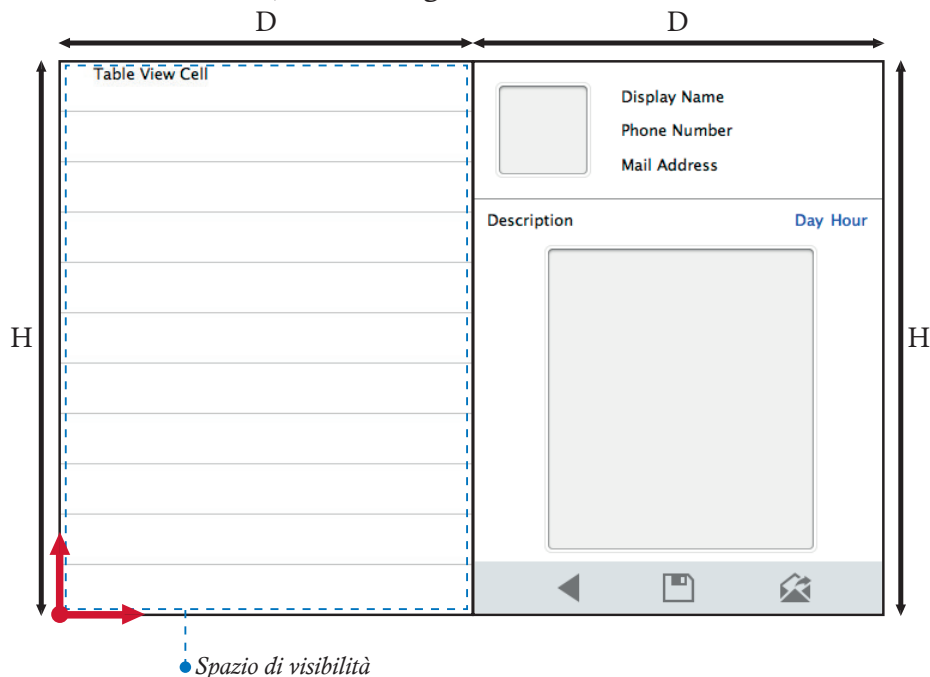 D D
Table View Cell
Display Name
Phone Number
Mail Address
Description Day Hour
H H
Spazio di visibilità